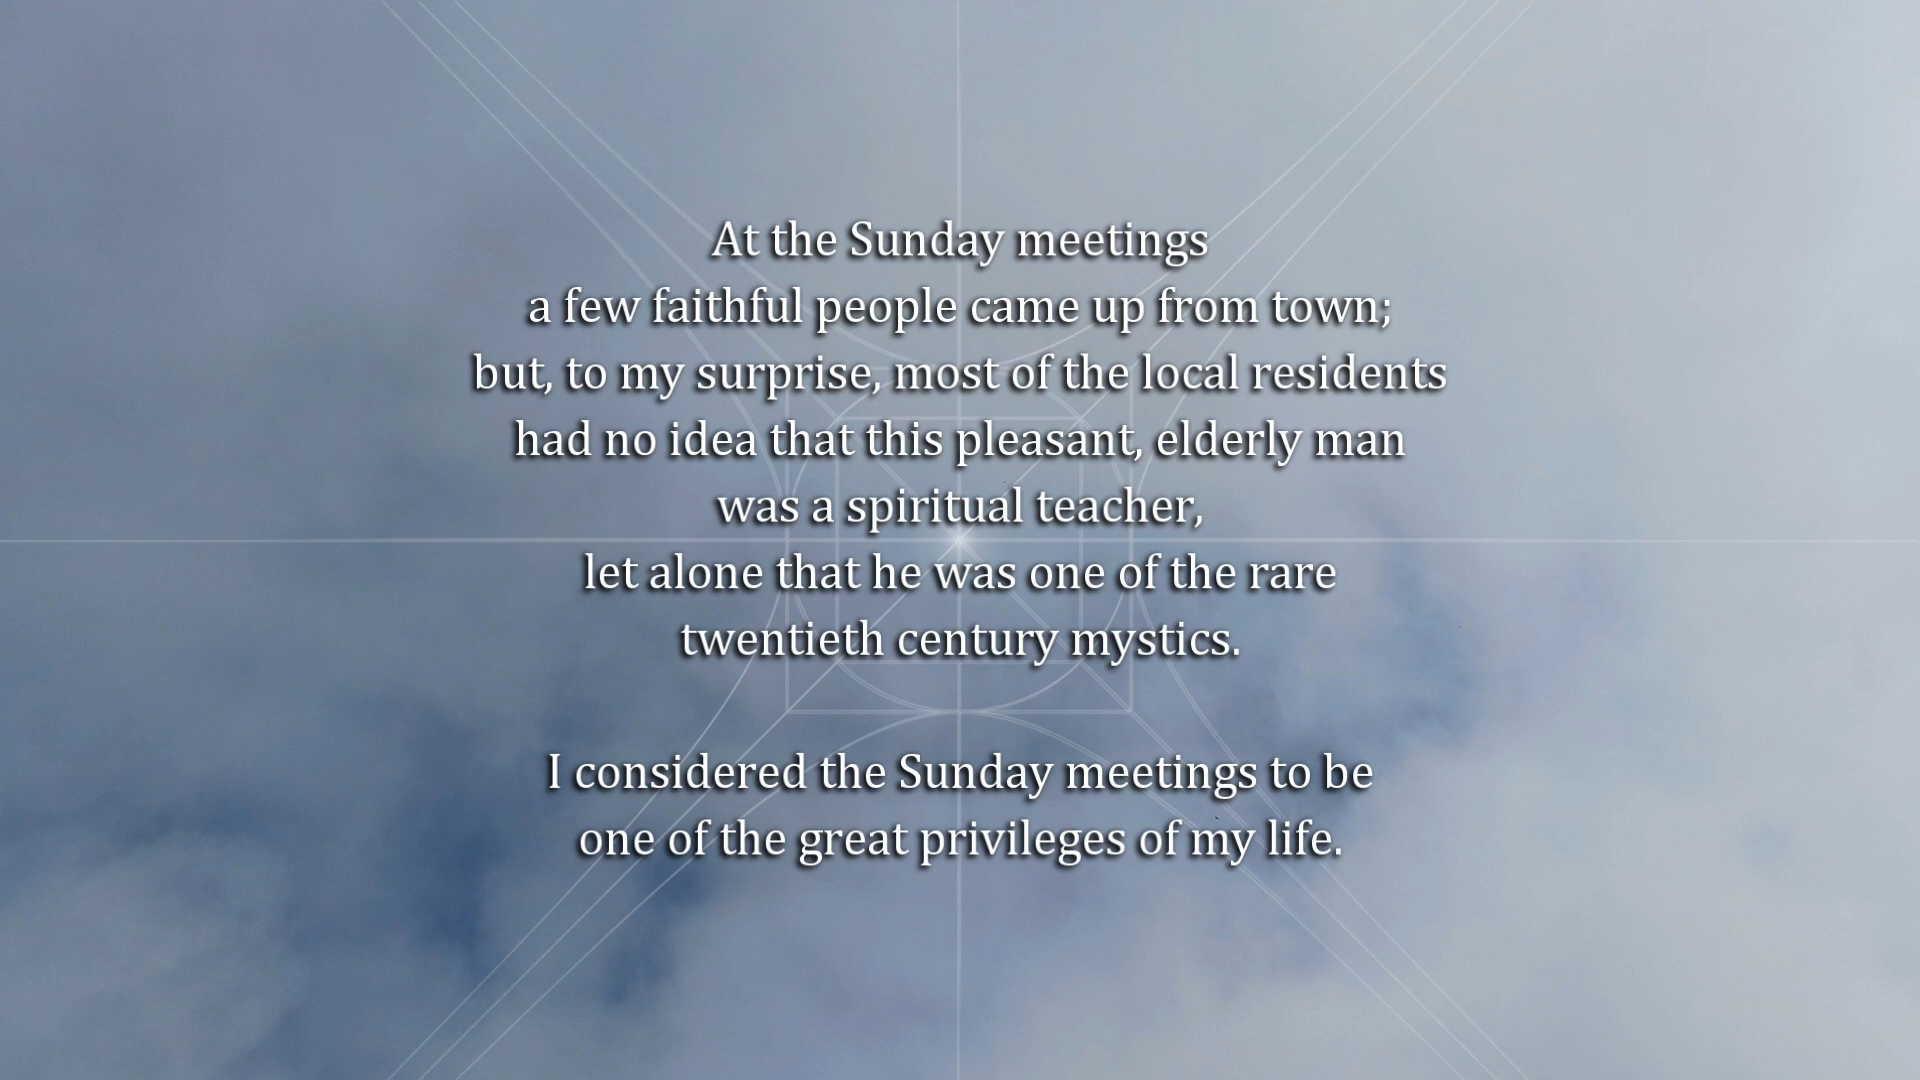 At the Sunday meetings
a few faithful people came up from town;
but, to my surprise, most of the local residents
had no idea that this pleasant, elderly man
was a spiritual teacher,
let alone that he was one of the rare
twentieth century mystics.
I considered the Sunday meetings to be
one of the great privileges of my life.